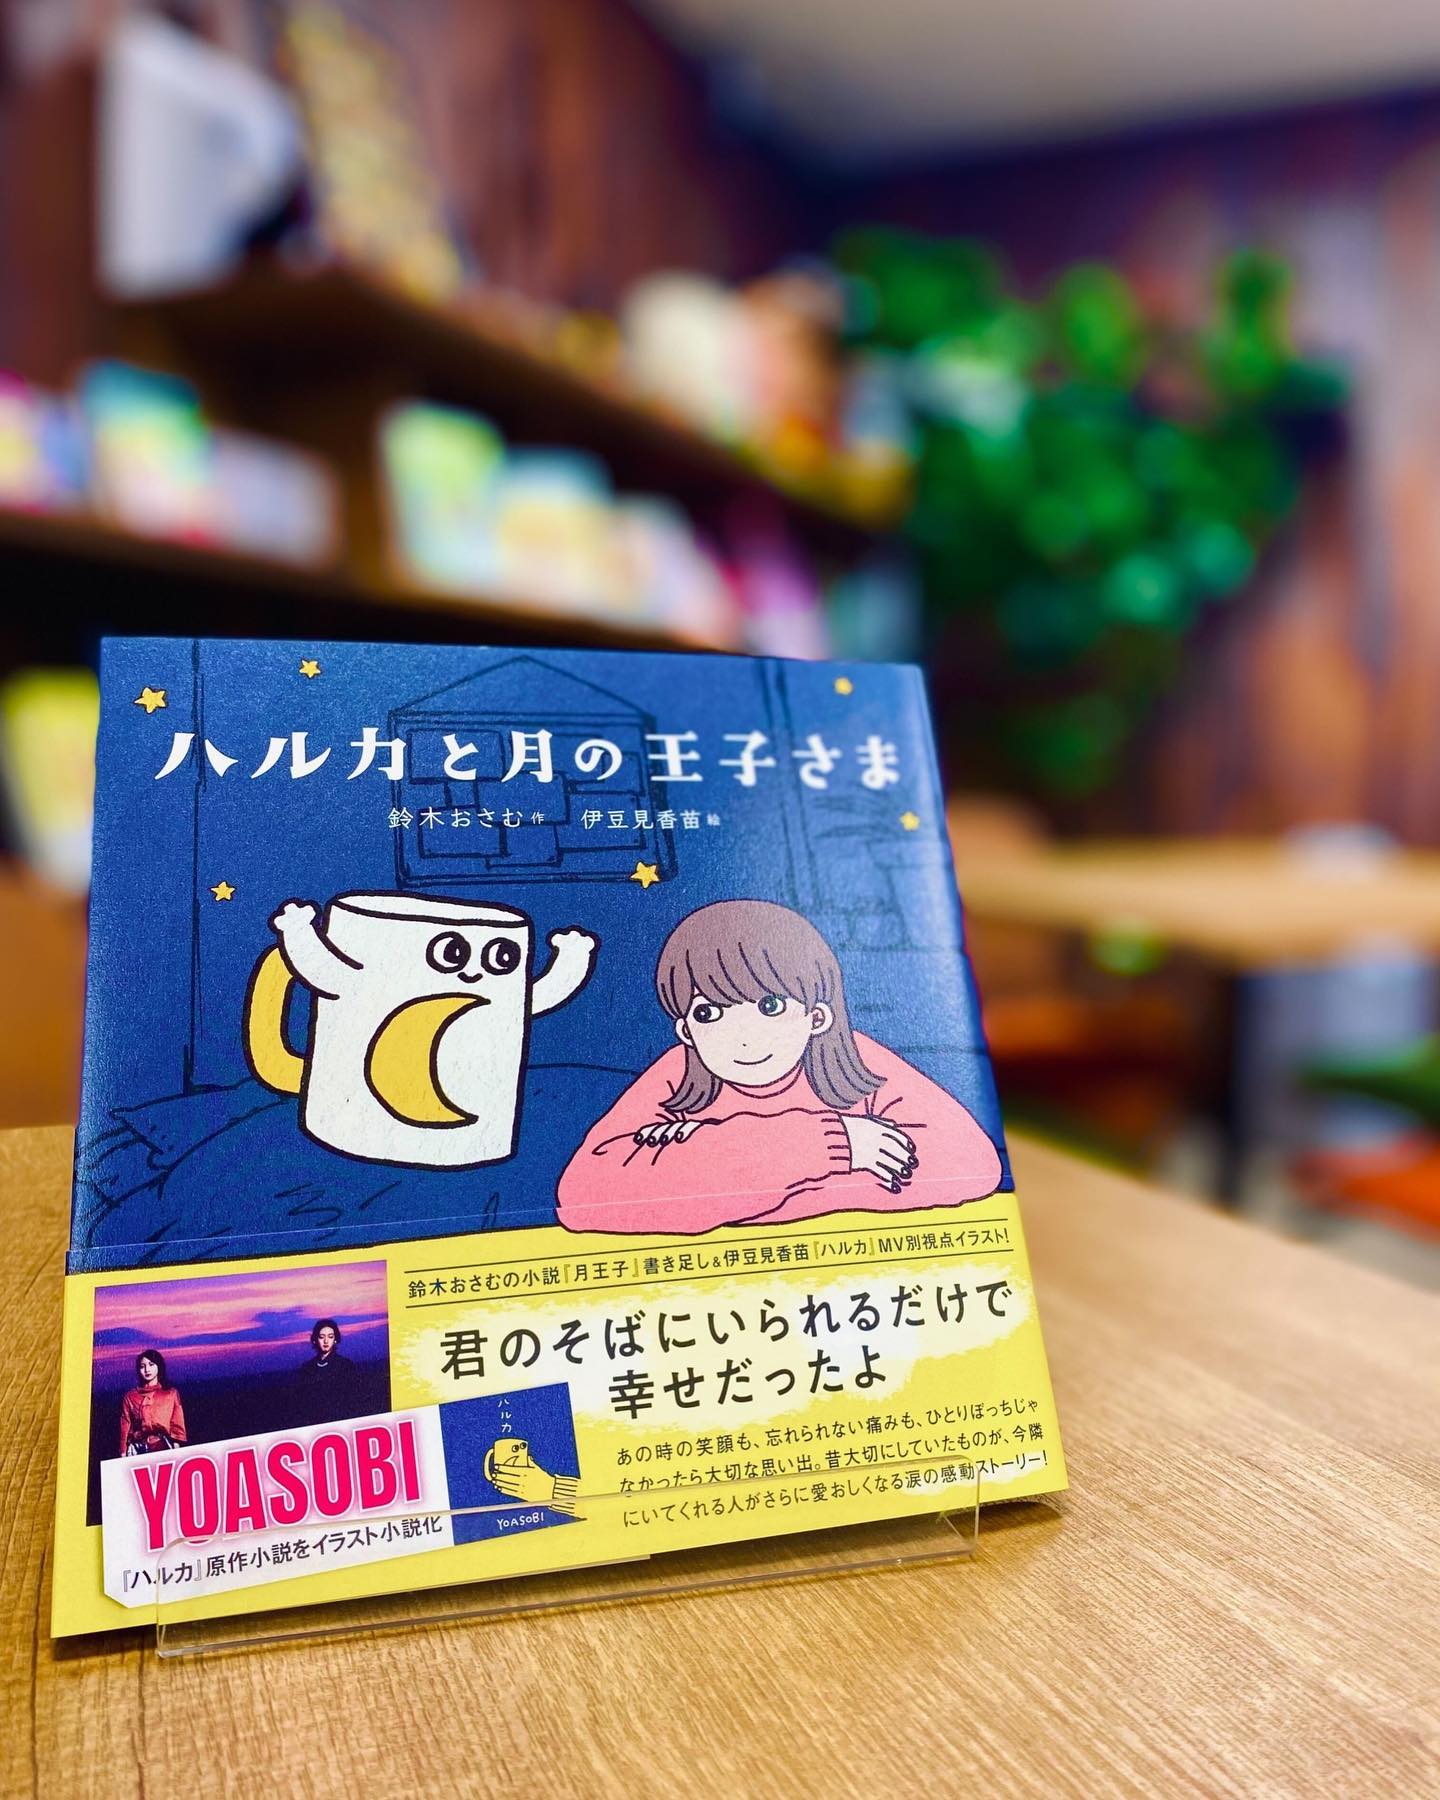 ハルカと月の王子さま
鈴木おさむ 作　伊豆見香苗 絵
鈴木おさむの小説『月王子』書き足し&伊豆見香苗『ハルカ』MV別視点イラスト!
君のそばにいられるだけで
幸せだったよ
あの時の笑顔も、忘れられない痛みも、ひとりぼっちじゃ
なかったら大切な思い出。昔大切にしていたものが、今隣
にいてくれる人がさらに愛おしくなる涙の感動ストーリー!
YOASOBI
『ハルカ』原作小説をイラスト小説化
ハルカ
YOASOBI